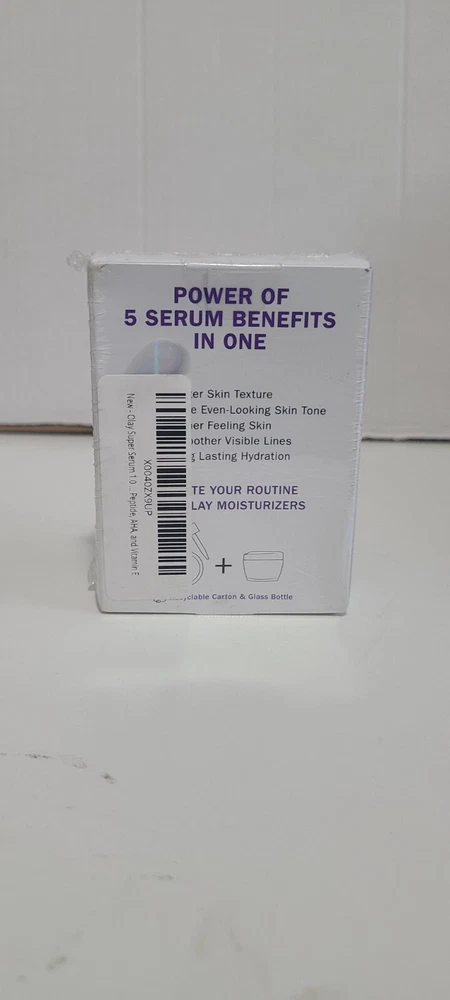 POWER OF
5 SERUM BENEFITS
IN ONE
er Skin Texture
e Even-Looking Skin Tone
er Feeling Skin
oother Visible Lines
g Lasting Hydration
TE YOUR ROUTINE
LAY MOISTURIZERS
+
yclable Carton & Glass Bottle
X0040ZX9UP
New - Olay Super Serum 1.0 ... Peptide, AHA, and Vitamin E